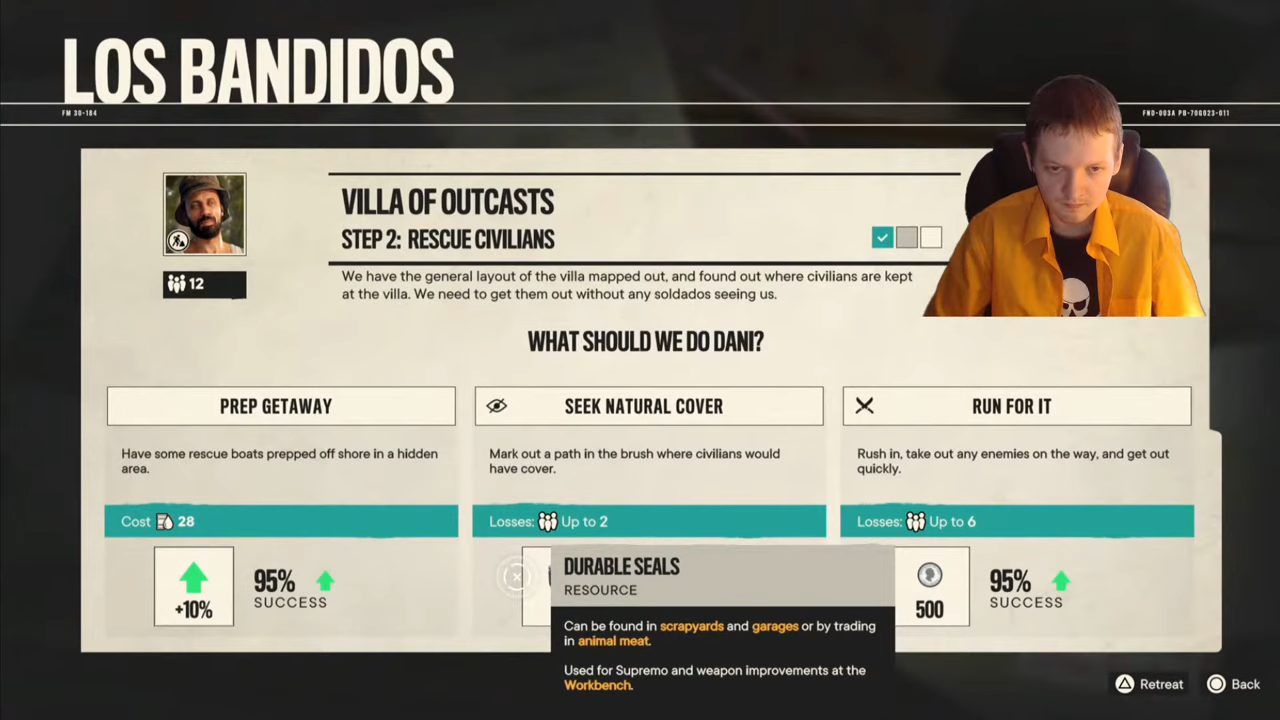 LOS BANDIDOS
FM 30-184
FNO-003A PB-70G023-011
VILLA OF OUTCASTS
STEP 2: RESCUE CIVILIANS
12
We have the general layout of the villa mapped out, and found out where civilians are kept
at the villa. We need to get them out without any soldados seeing us.
WHAT SHOULD WE DO DANI?
PREP GETAWAY
Have some rescue boats prepped off shore in a hidden
area.
Cost 28
+10%
95%
SUCCESS
SEEK NATURAL COVER
Mark out a path in the brush where civilians would
have cover.
Losses: Up to 2
DURABLE SEALS
RESOURCE
Can be found in scrapyards and garages or by trading
in animal meat.
Used for Supremo and weapon improvements at the
Workbench.
RUN FOR IT
Rush in, take out any enemies on the way, and get out
quickly.
Losses: Up to 6
500
95%
SUCCESS
Retreat
Back